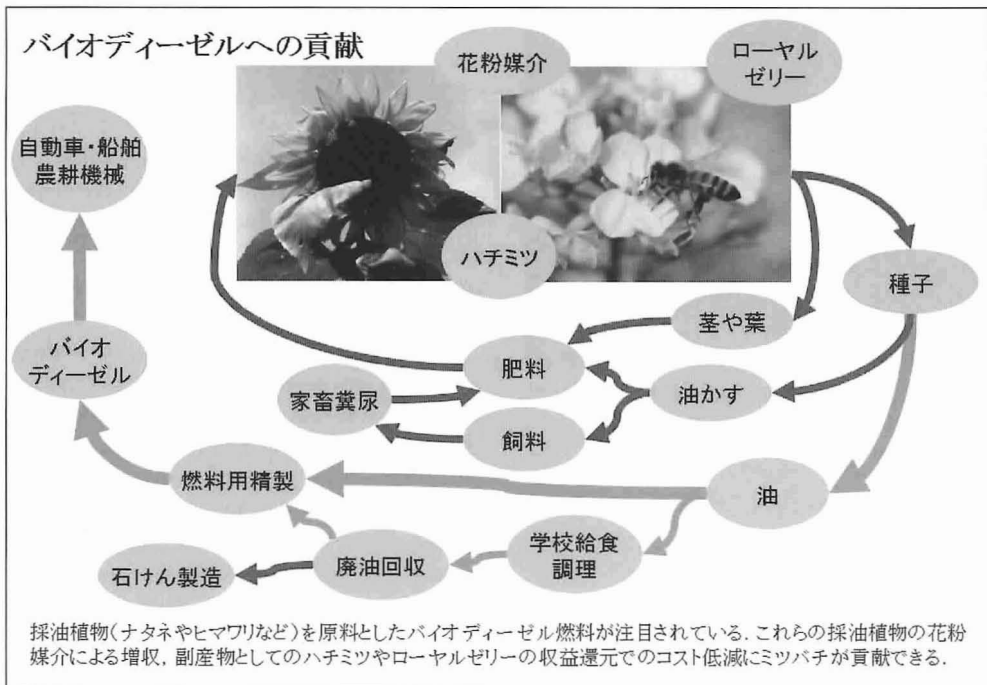 バイオディーゼルへの貢献
花粉媒介
ローヤル
ゼリー
自動車・船舶
農耕機械
ハチミツ
種子
茎や葉
バイオ
ディーゼル
肥料
油かす
家畜糞尿
飼料
燃料用精製
油
学校給食
調理
廃油回収
石けん製造
採油植物(ナタネやヒマワリなど)を原料としたバイオディーゼル燃料が注目されている. これらの採油植物の花粉
媒介による増収, 副産物としてのハチミツやローヤルゼリーの収益還元でのコスト低減にミツバチが貢献できる.